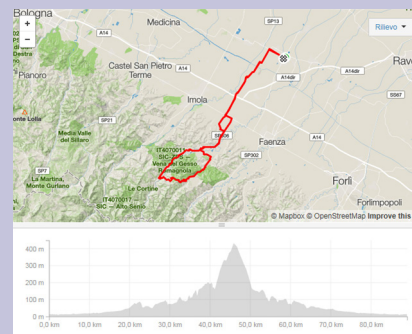 Bologna
Medicina
SP13
Rilievo
+
−
A14
Castel San Pietro
Terme
A14dir
Rav
A14
A14dir
Pianoro
Imola
S567
Monte Lolla
SP21
Media Valle
del Sillaro
Faenza
A14
IT4070011
SIC-ZPS —
Vena del Gesso
Romagnola
SP302
SP7
La Martina,
Monte Gurlano
Le Cortine
Forlì
IT4070017 —
SIC — Alto Senio
Forlimpopoli
© Mapbox © OpenStreetMap Improve this
400 m
300 m
200 m
100 m
0 m
0,0 km
10,0 km
20,0 km
30,0 km
40,0 km
50,0 km
60,0 km
70,0 km
80,0 km